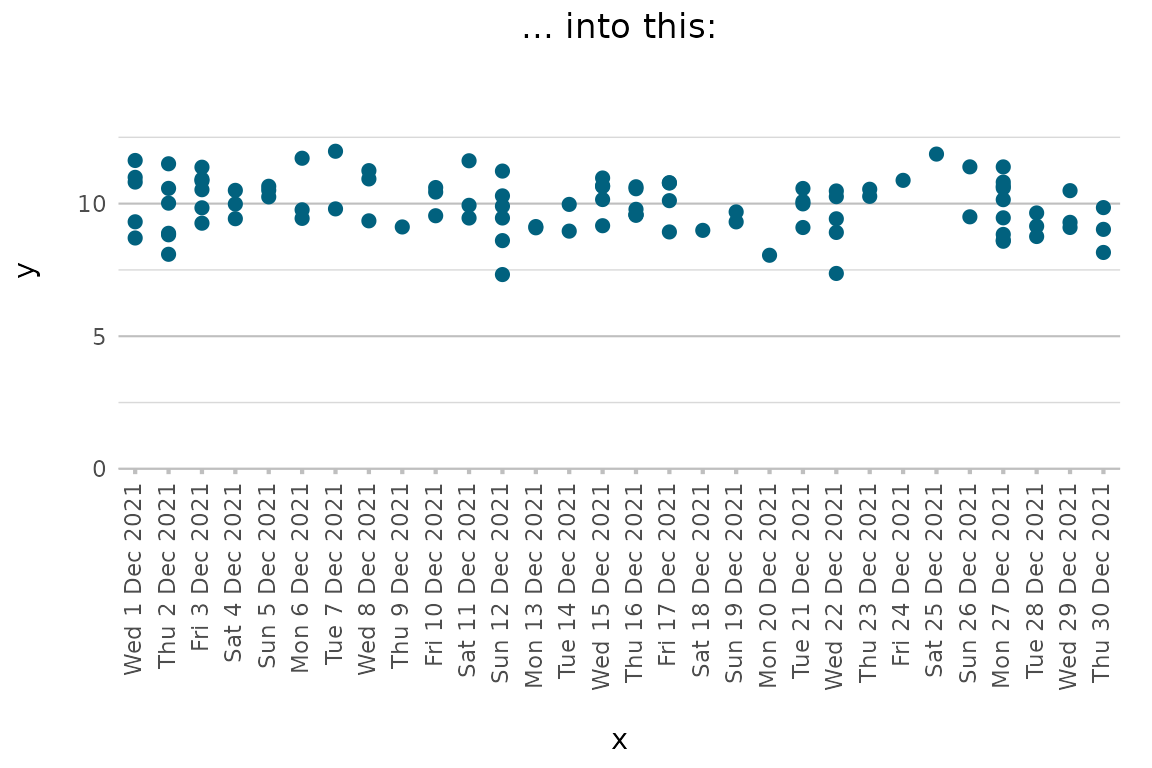 ... into this:
y
10
5
0
Wed 1 Dec 2021
Thu 2 Dec 2021
Fri 3 Dec 2021
Sat 4 Dec 2021
Sun 5 Dec 2021
Mon 6 Dec 2021
Tue 7 Dec 2021
Wed 8 Dec 2021
Thu 9 Dec 2021
Fri 10 Dec 2021
Sat 11 Dec 2021
Sun 12 Dec 2021
Mon 13 Dec 2021
Tue 14 Dec 2021
Wed 15 Dec 2021
Thu 16 Dec 2021
Fri 17 Dec 2021
Sat 18 Dec 2021
Sun 19 Dec 2021
Mon 20 Dec 2021
Tue 21 Dec 2021
Wed 22 Dec 2021
Thu 23 Dec 2021
Fri 24 Dec 2021
Sat 25 Dec 2021
Sun 26 Dec 2021
Mon 27 Dec 2021
Tue 28 Dec 2021
Wed 29 Dec 2021
Thu 30 Dec 2021
x